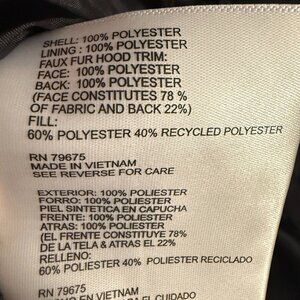 SHELL: 100% POLYESTER
LINING : 100% POLYESTER
FAUX FUR HOOD TRIM:
FACE: 100% POLYESTER
BACK: 100% POLYESTER
(FACE CONSTITUTES 78 %
OF FABRIC AND BACK 22%)
FILL:
60% POLYESTER 40% RECYCLED POLYESTER
RN 79675
MADE IN VIETNAM
SEE REVERSE FOR CARE
EXTERIOR: 100% POLIESTER
FORRO: 100% POLIESTER
PIEL SINTETICA EN CAPUCHA
FRENTE: 100% POLIESTER
ATRAS: 100% POLIESTER
(EL FRENTE CONSTITUYE 78%
DE LA TELA & ATRAS EL 22%
RELLENO:
60% POLIESTER 40% POLIESTER RECICLADO
RN 79675
EN VIETNAM
PARA EL CUIDADO